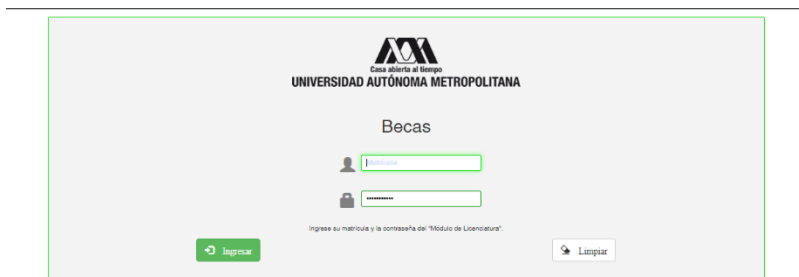 Casa abierta al tiempo
UNIVERSIDAD AUTÓNOMA METROPOLITANA
Becas
Matrícula
••••••••••
Ingrese su matrícula y la contraseña del "Módulo de Licenciatura".
Ingresar
Limpiar